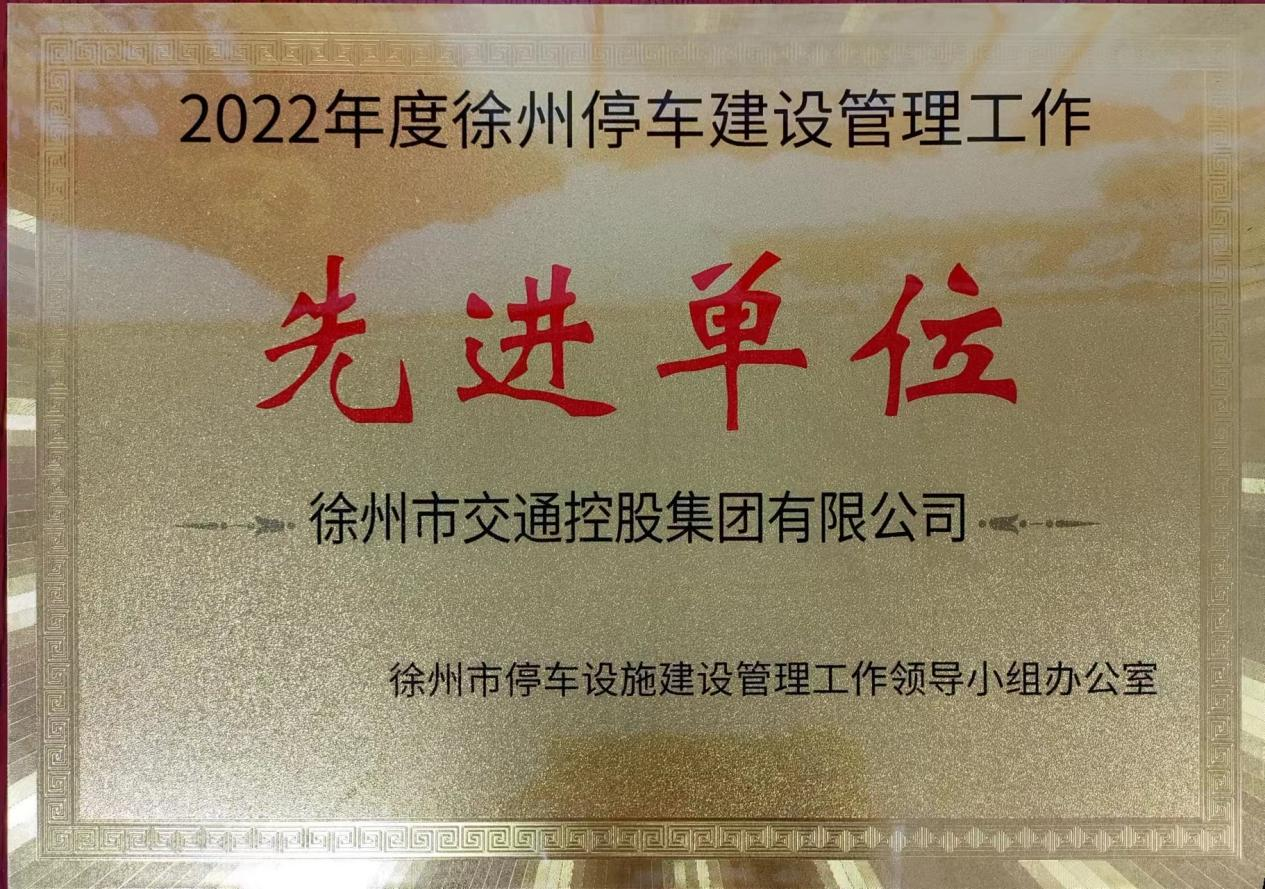 2022年度徐州停车建设管理工作
先进单位
徐州市交通控股集团有限公司
徐州市停车设施建设管理工作领导小组办公室